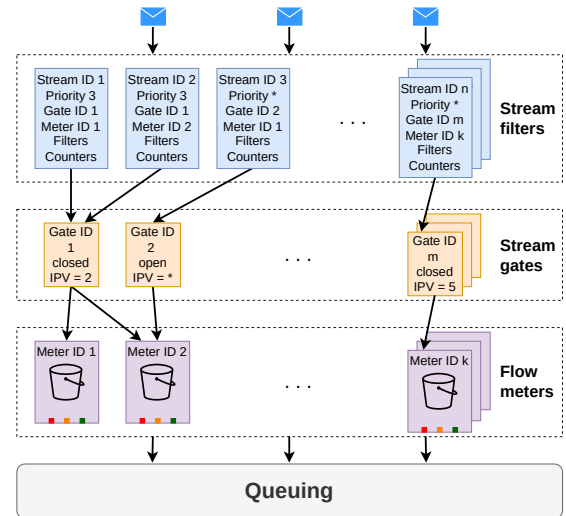 Stream ID 1
Priority 3
Gate ID 1
Meter ID 1
Filters
Counters
Stream ID 2
Priority 3
Gate ID 1
Meter ID 2
Filters
Counters
Stream ID 3
Priority *
Gate ID 2
Meter ID 1
Filters
Counters
. . .
Stream ID n
Priority *
Gate ID m
Meter ID k
Filters
Counters
Stream
filters
Gate ID
1
closed
IPV = 2
Gate ID
2
open
IPV = *
. . .
Gate ID
m
closed
IPV = 5
Stream
gates
Meter ID 1
Meter ID 2
. . .
Meter ID k
Flow
meters
Queuing